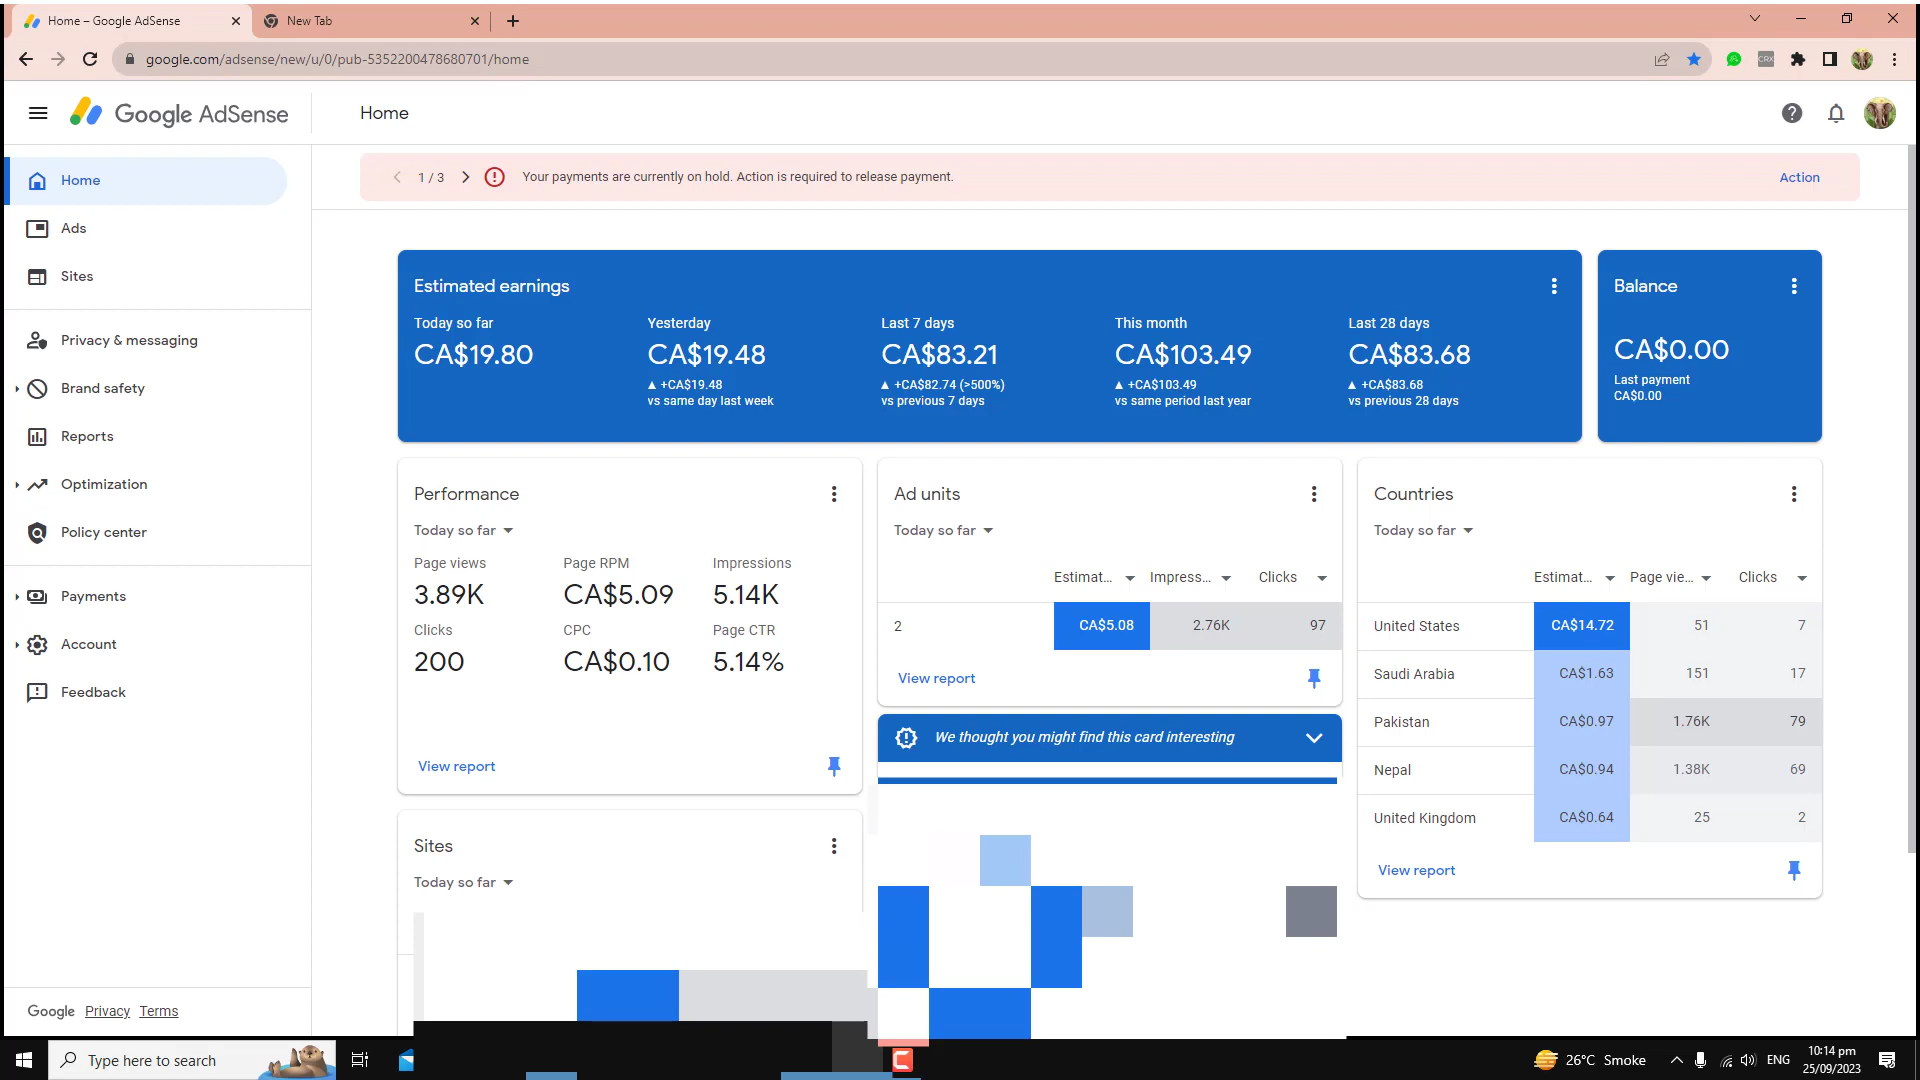 Home – Google AdSense
New Tab
google.com/adsense/new/u/0/pub-5352200478680701/home
CRX
Google AdSense
Home
Home
Ads
Sites
Privacy & messaging
Brand safety
Reports
Optimization
Policy center
Payments
Account
Feedback
Google Privacy Terms
1 / 3
Your payments are currently on hold. Action is required to release payment.
Action
Estimated earnings
Today so far
CA$19.80
Yesterday
CA$19.48
+CA$19.48
vs same day last week
Last 7 days
CA$83.21
+CA$82.74 (>500%)
vs previous 7 days
This month
CA$103.49
+CA$103.49
vs same period last year
Last 28 days
CA$83.68
+CA$83.68
vs previous 28 days
Balance
CA$0.00
Last payment
CA$0.00
Performance
Today so far
Page views Page RPM Impressions
3.89K CA$5.09 5.14K
Clicks CPC Page CTR
200 CA$0.10 5.14%
View report
Sites
Today so far
Ad units
Today so far
Estimat... Impress... Clicks
2 CA$5.08 2.76K 97
View report
We thought you might find this card interesting
Countries
Today so far
Estimat... Page vie... Clicks
United States CA$14.72 51 7
Saudi Arabia CA$1.63 151 17
Pakistan CA$0.97 1.76K 79
Nepal CA$0.94 1.38K 69
United Kingdom CA$0.64 25 2
View report
Type here to search
26°C Smoke
ENG
10:14 pm
25/09/2023